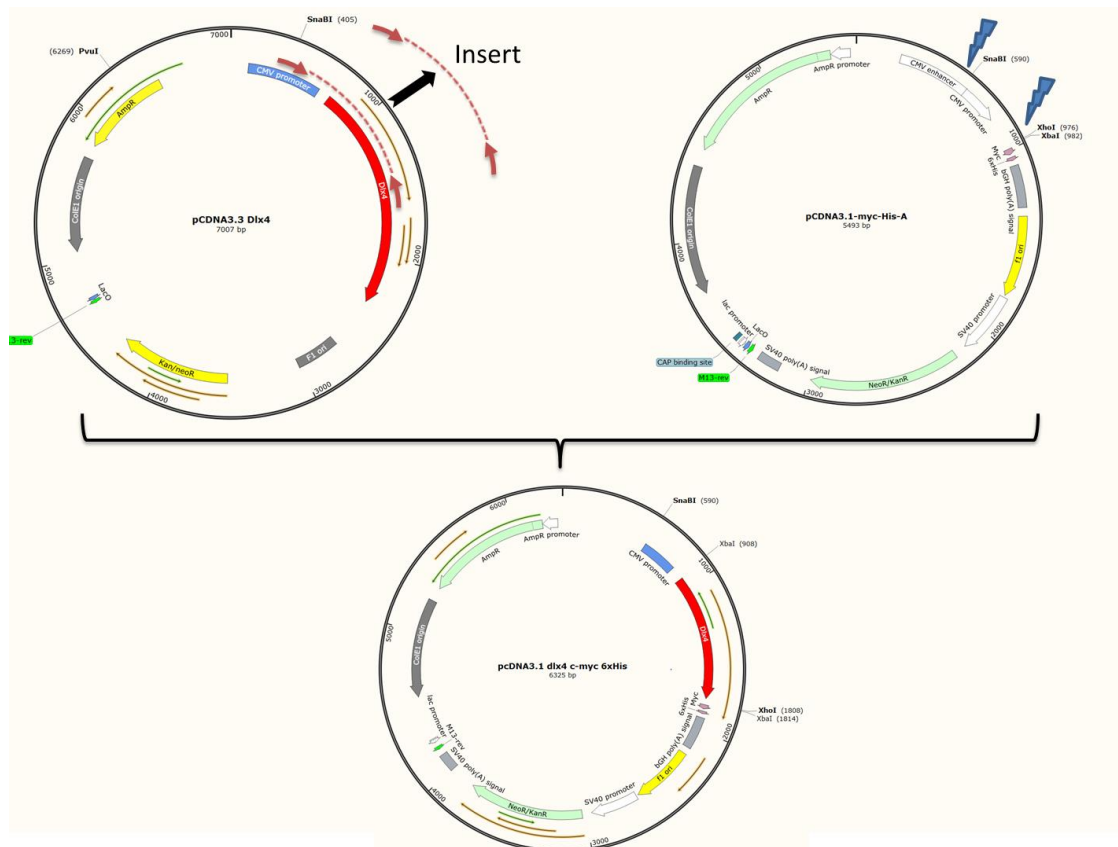 7000
SnaBI (405)
Insert
(6269) PvuI
CMV promoter
1000
6000
AmpR
Dlx4
ColE1 origin
pCDNA3.3 Dlx4
7007 bp
2000
5000
LacO
3-rev
Kan/neoR
F1 ori
4000
3000
AmpR promoter
CMV enhancer
SnaBI (590)
5000
AmpR
CMV promoter
1000
XhoI (976)
XbaI (982)
Myc
6xHis
bGH poly(A) signal
ColE1 origin
pCDNA3.1-myc-His-A
5493 bp
f1 ori
4000
SV40 promoter
2000
lac promoter
LacO
CAP binding site
M13-rev
SV40 poly(A) signal
NeoR/KanR
3000
SnaBI (590)
6000
AmpR promoter
AmpR
CMV promoter
XbaI (908)
1000
Dlx4
5000
ColE1 origin
pcDNA3.1 dlx4 c-myc 6xHis
6325 bp
Myc
6xHis
XhoI (1808)
XbaI (1814)
2000
lac promoter
M13-rev
SV40 poly(A) signal
bGH poly(A) signal
f1 ori
SV40 promoter
4000
NeoR/KanR
3000